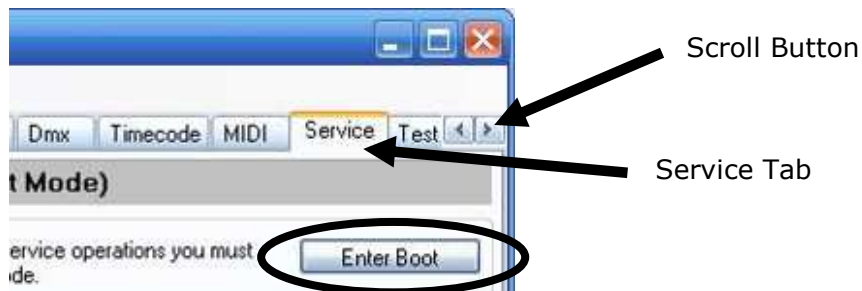 Scroll Button
Dmx Timecode MIDI Service Test
Service Tab
t Mode)
ervice operations you must
de.
Enter Boot